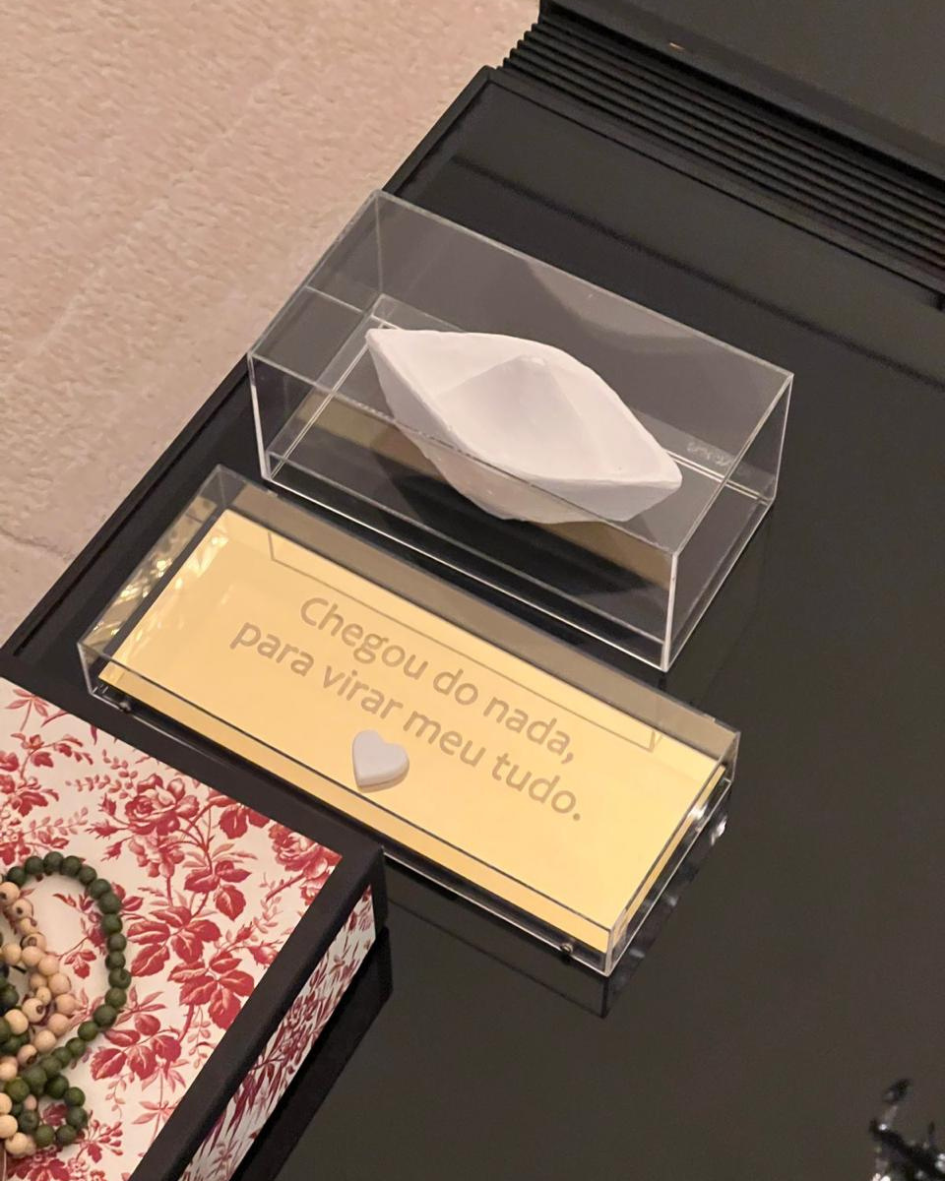 Chegou do nada,
para virar meu tudo.